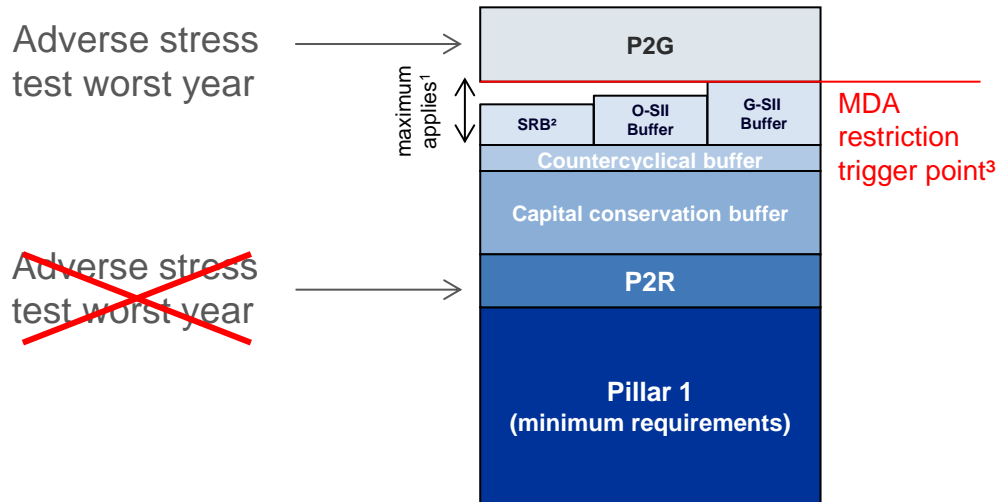 Adverse stress
test worst year
P2G
maximum
applies¹
SRB²
O-SII
Buffer
G-SII
Buffer
MDA
restriction
trigger point³
Countercyclical buffer
Capital conservation buffer
Adverse stress
test worst year
P2R
Pillar 1
(minimum requirements)